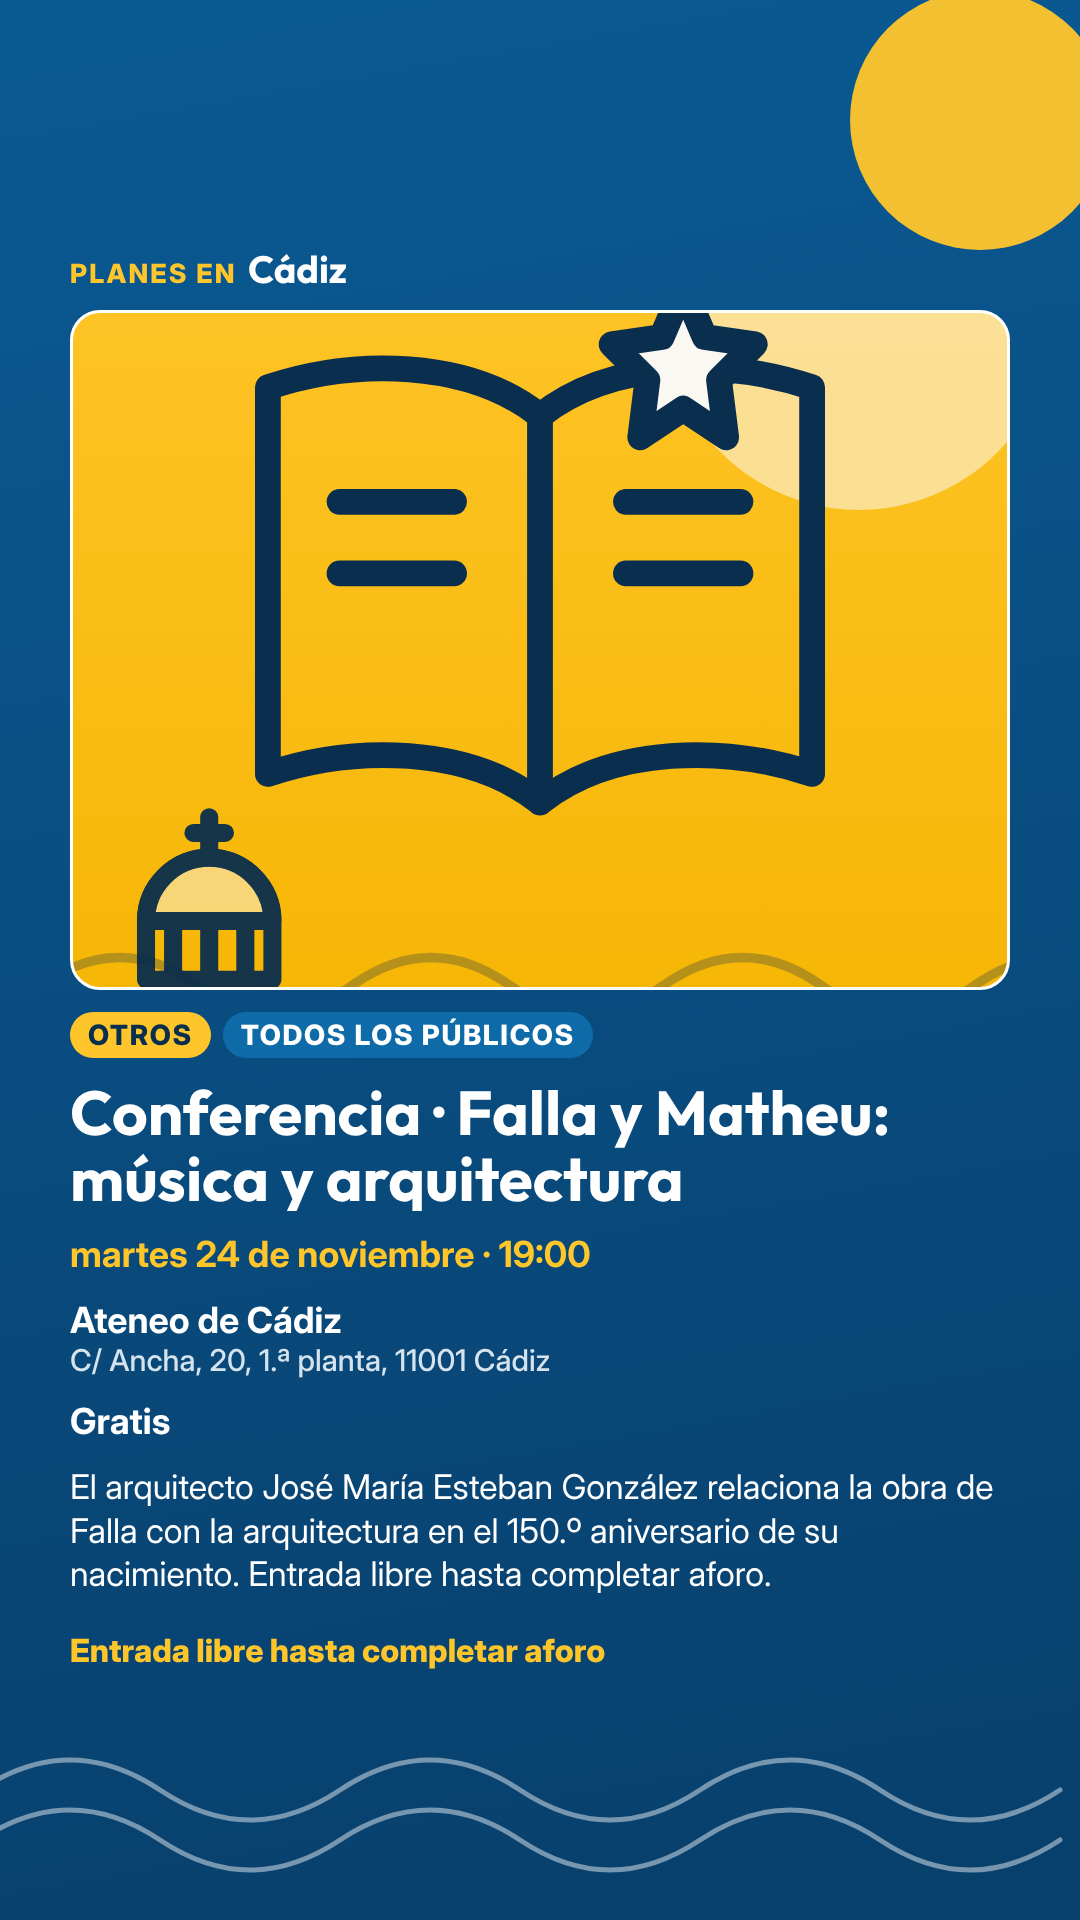 PLANES EN Cádiz
OTROS TODOS LOS PÚBLICOS
Conferencia · Falla y Matheu:
música y arquitectura
martes 24 de noviembre · 19:00
Ateneo de Cádiz
C/ Ancha, 20, 1.ª planta, 11001 Cádiz
Gratis
El arquitecto José María Esteban González relaciona la obra de
Falla con la arquitectura en el 150.º aniversario de su
nacimiento. Entrada libre hasta completar aforo.
Entrada libre hasta completar aforo